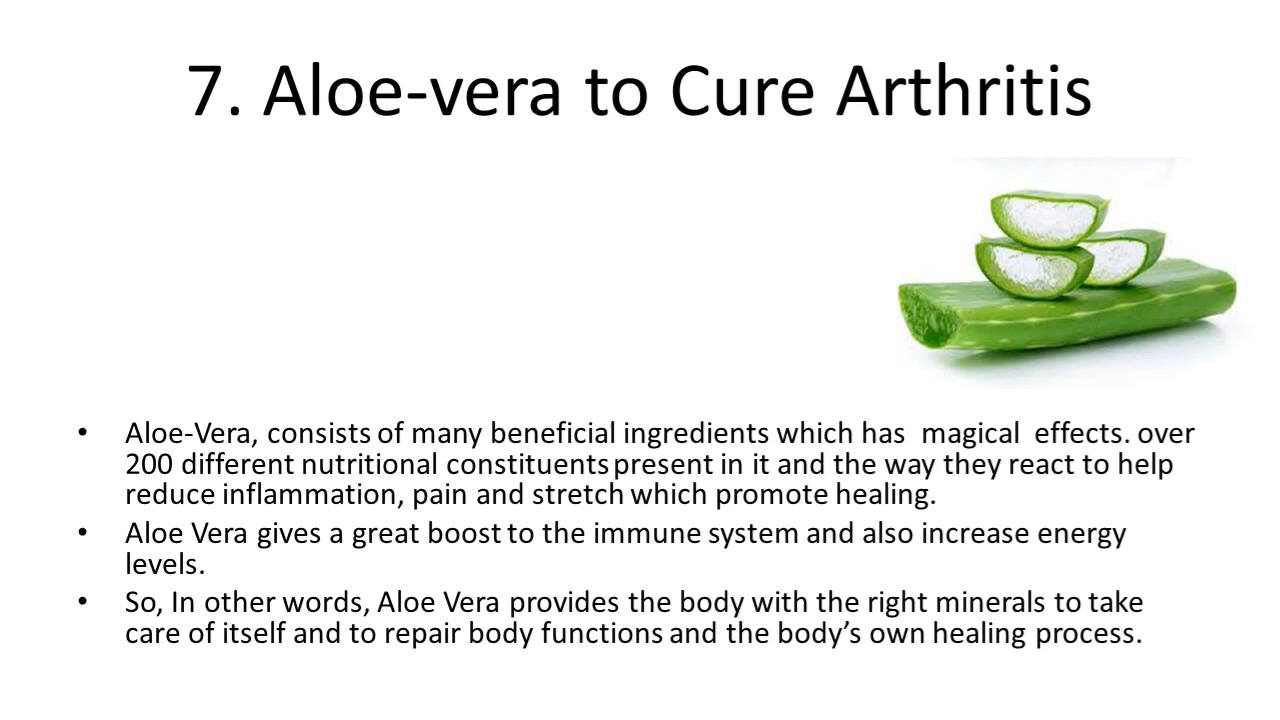 7. Aloe-vera to Cure Arthritis
• Aloe-Vera, consists of many beneficial ingredients which has  magical  effects. over
200 different nutritional constituents present in it and the way they react to help
reduce inflammation, pain and stretch which promote healing.
• Aloe Vera gives a great boost to the immune system and also increase energy
levels.
• So, In other words, Aloe Vera provides the body with the right minerals to take
care of itself and to repair body functions and the body’s own healing process.